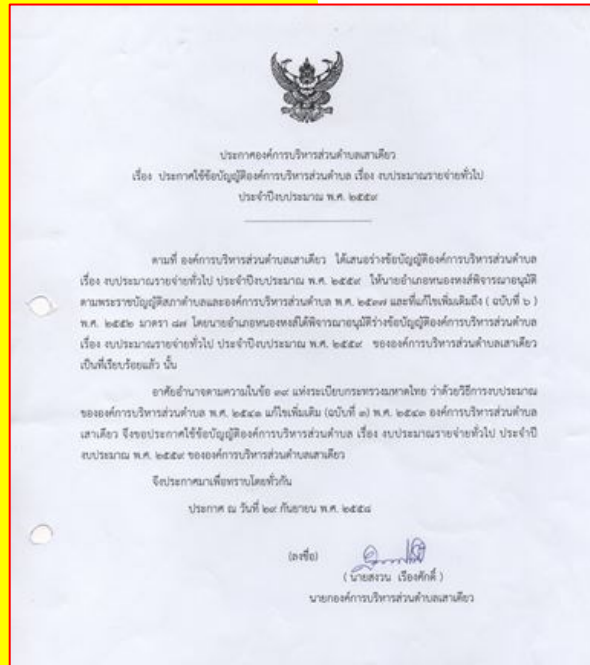 ประกาศองค์การบริหารส่วนตำบลเสาเดียว
เรื่อง ประกาศใช้ข้อบัญญัติองค์การบริหารส่วนตำบล เรื่อง งบประมาณรายจ่ายทั่วไป
ประจำปีงบประมาณ พ.ศ. ๒๕๕๙
ตามที่ องค์การบริหารส่วนตำบลเสาเดียว ได้เสนอร่างข้อบัญญัติองค์การบริหารส่วนตำบล
เรื่อง งบประมาณรายจ่ายทั่วไป ประจำปีงบประมาณ พ.ศ. ๒๕๕๙ ให้นายอำเภอหนองหงส์พิจารณาอนุมัติ
ตามพระราชบัญญัติสภาตำบลและองค์การบริหารส่วนตำบล พ.ศ. ๒๕๓๗ และที่แก้ไขเพิ่มเติมถึง ( ฉบับที่ ๖ )
พ.ศ. ๒๕๕๒ มาตรา ๘๗ โดยนายอำเภอหนองหงส์ได้พิจารณาอนุมัติร่างข้อบัญญัติองค์การบริหารส่วนตำบล
เรื่อง งบประมาณรายจ่ายทั่วไป ประจำปีงบประมาณ พ.ศ. ๒๕๕๙ ขององค์การบริหารส่วนตำบลเสาเดียว
เป็นที่เรียบร้อยแล้ว นั้น
อาศัยอำนาจตามความในข้อ ๓๙ แห่งระเบียบกระทรวงมหาดไทย ว่าด้วยวิธีการงบประมาณ
ขององค์การบริหารส่วนตำบล พ.ศ. ๒๕๔๑ แก้ไขเพิ่มเติม (ฉบับที่ ๓) พ.ศ. ๒๕๔๓ องค์การบริหารส่วนตำบล
เสาเดียว จึงขอประกาศใช้ข้อบัญญัติองค์การบริหารส่วนตำบล เรื่อง งบประมาณรายจ่ายทั่วไป ประจำปี
งบประมาณ พ.ศ. ๒๕๕๙ ขององค์การบริหารส่วนตำบลเสาเดียว
จึงประกาศมาเพื่อทราบโดยทั่วกัน
ประกาศ ณ วันที่ ๒๙ กันยายน พ.ศ. ๒๕๕๘
(ลงชื่อ)
( นายสงวน เรืองศักดิ์ )
นายกองค์การบริหารส่วนตำบลเสาเดียว